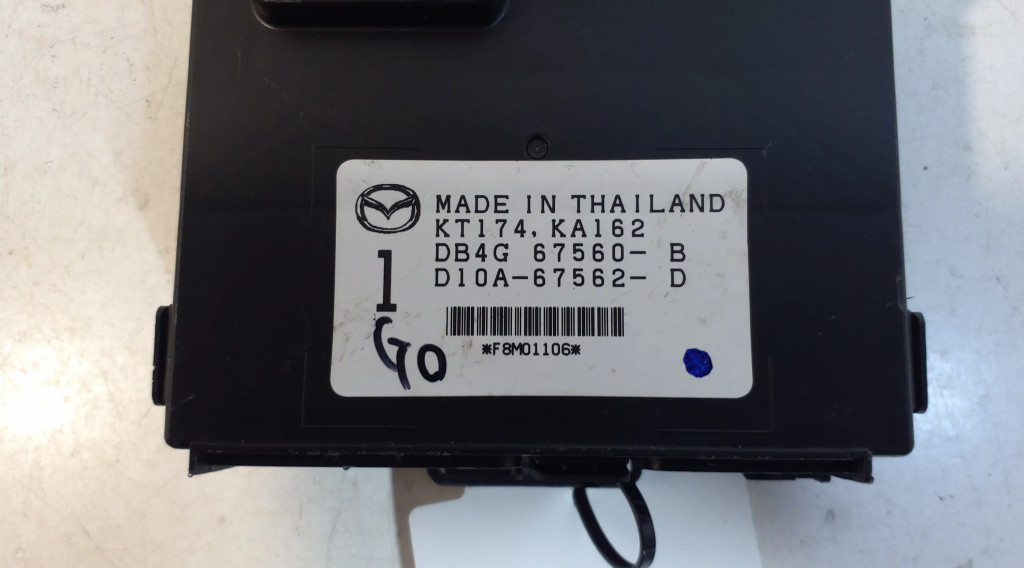 MADE IN THAILAND
KT174, KA162
DB4G 67560- B
D10A-67562- D
1
*F8M01106*
GO